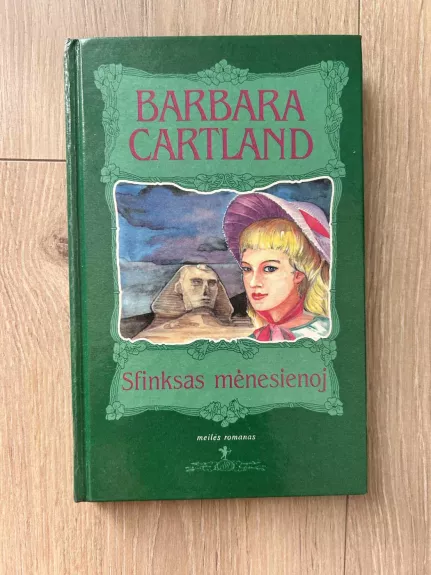 BARBARA
CARTLAND
Sfinksas mėnesienoj
meilės romanas